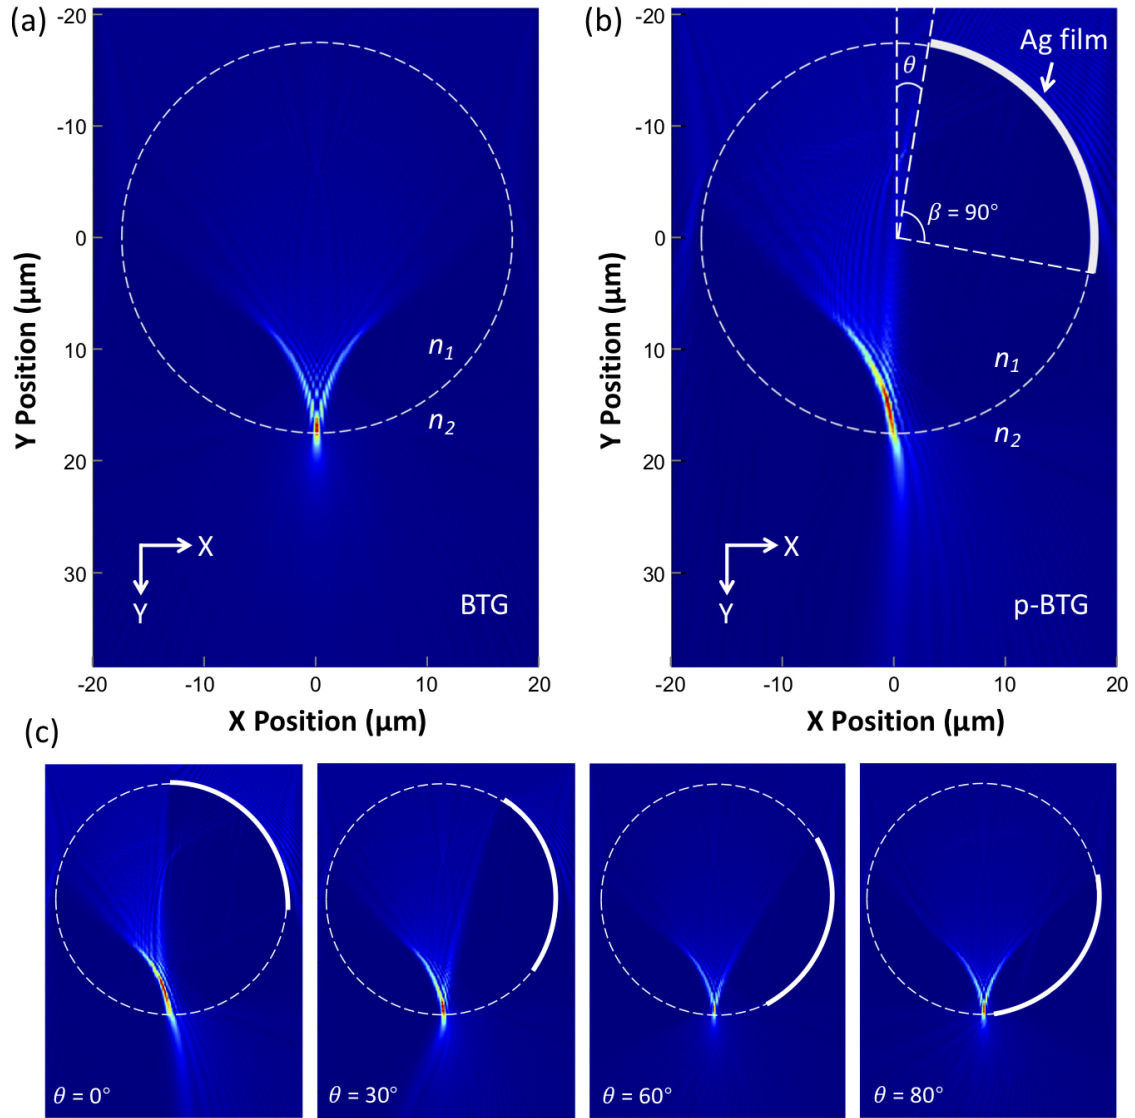 (a)
-20
-10
0
10
20
30
Y Position (μm)
n1
n2
X
Y
BTG
-20
-10
0
10
20
X Position (μm)
(b)
-20
-10
0
10
20
30
Y Position (μm)
θ
Ag film
β = 90°
n1
n2
X
Y
p-BTG
-20
-10
0
10
20
X Position (μm)
(c)
θ = 0°
θ = 30°
θ = 60°
θ = 80°